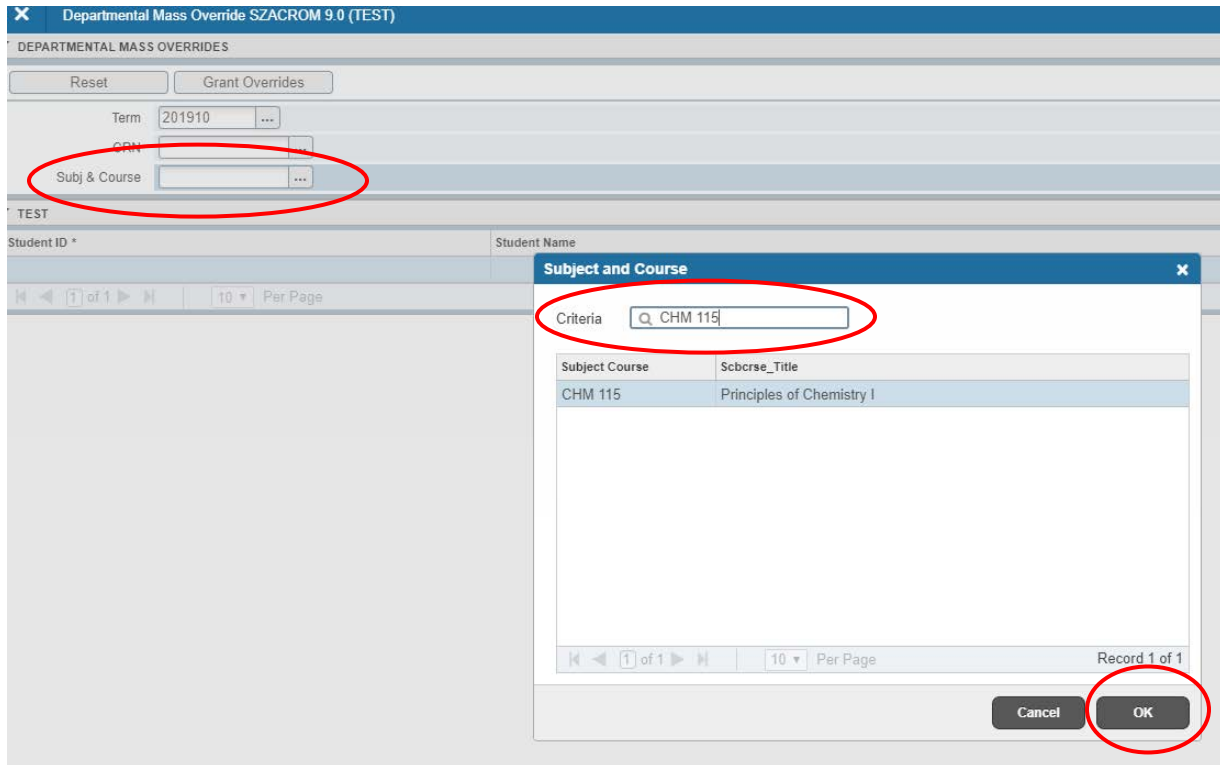 Departmental Mass Override SZACROM 9.0 (TEST)
DEPARTMENTAL MASS OVERRIDES
Reset Grant Overrides
Term 201910 ...
CRN ...
Subj & Course ...
TEST
Student ID * Student Name
1 of 1 10 Per Page
Subject and Course
Criteria CHM 115
Subject Course Scbcrse_Title
CHM 115 Principles of Chemistry I
1 of 1 10 Per Page Record 1 of 1
Cancel OK